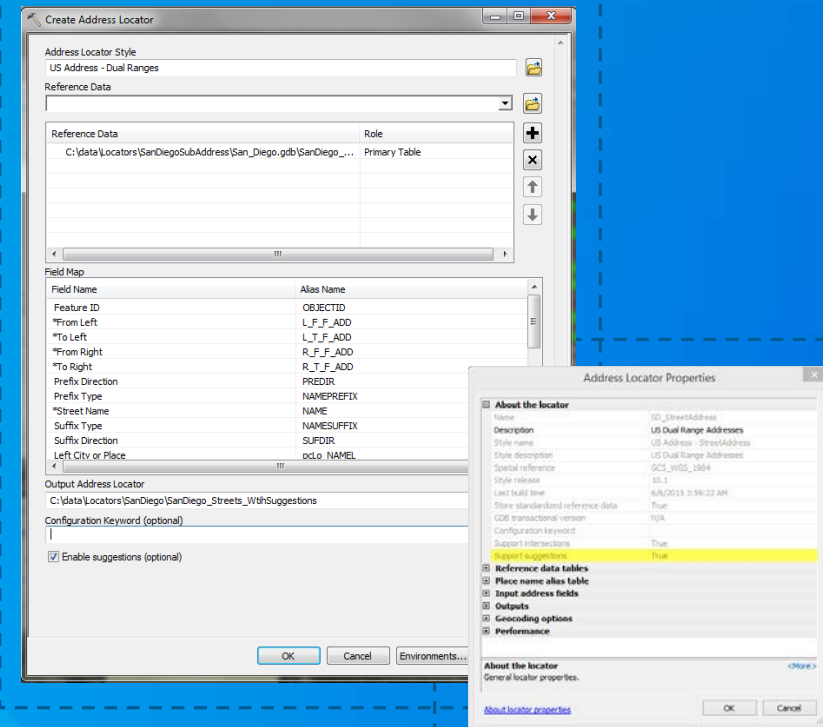 Create Address Locator
Address Locator Style
US Address - Dual Ranges
Reference Data
Reference Data Role
C:\data\Locators\SanDiegoSubAddress\San_Diego.gdb\SanDiego_... Primary Table
Field Map
Field Name Alias Name
Feature ID OBJECTID
*From Left L_F_F_ADD
*To Left L_T_F_ADD
*From Right R_F_F_ADD
*To Right R_T_F_ADD
Prefix Direction PREDIR
Prefix Type NAMEPREFIX
*Street Name NAME
Suffix Type NAMESUFFIX
Suffix Direction SUFDIR
Left City or Place pcLo_NAMEL
Output Address Locator
C:\data\Locators\SanDiego\SanDiego_Streets_WtihSuggestions
Configuration Keyword (optional)
Enable suggestions (optional)
OK Cancel Environments...
Address Locator Properties
About the locator
Name SD_StreetAddress
Description US Dual Range Addresses
Style name US Address - StreetAddress
Style description US Dual Range Addresses
Spatial reference GCS_WGS_1984
Style release 10.1
Last build time 6/8/2015 3:59:22 AM
Store standardized reference data True
GDB transactional version N/A
Configuration keyword
Support intersections True
Support suggestions True
Reference data tables
Place name alias table
Input address fields
Outputs
Geocoding options
Performance
About the locator <More>
General locator properties.
About locator properties OK Cancel